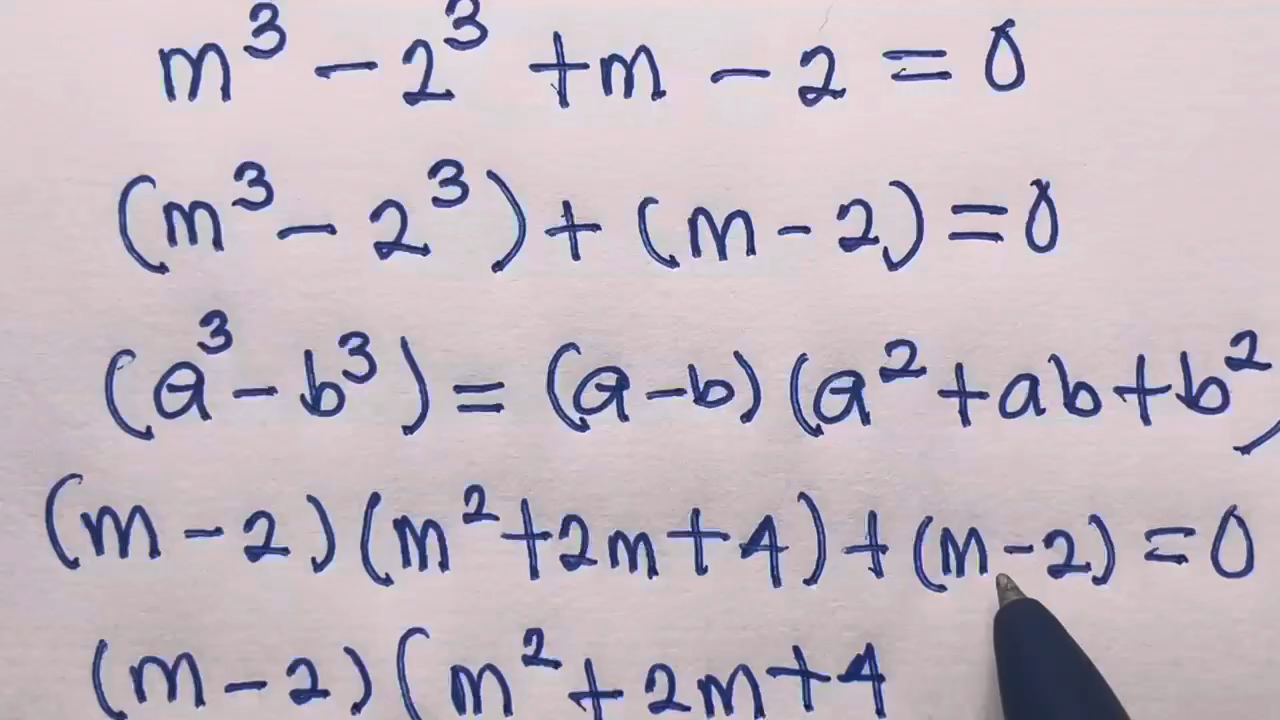 m³ - 2³ + m - 2 = 0
(m³ - 2³) + (m - 2) = 0
(a³ - b³) = (a - b) (a² + ab + b²)
(m - 2) (m² + 2m + 4) + (m - 2) = 0
(m - 2) (m² + 2m + 4